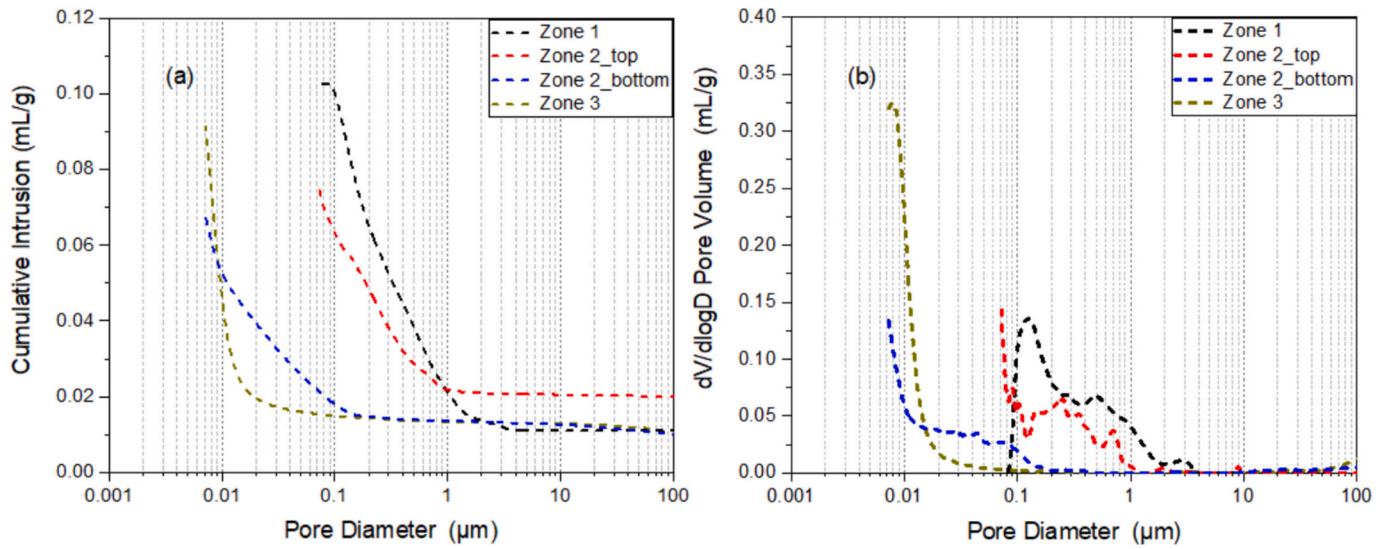 0.12
0.10
0.08
0.06
0.04
0.02
0.00
Cumulative Intrusion (mL/g)
(a)
Zone 1
Zone 2_top
Zone 2_bottom
Zone 3
0.001
0.01
0.1
1
10
100
Pore Diameter (µm)
0.40
0.35
0.30
0.25
0.20
0.15
0.10
0.05
0.00
dV/dlogD Pore Volume (mL/g)
(b)
Zone 1
Zone 2_top
Zone 2_bottom
Zone 3
0.001
0.01
0.1
1
10
100
Pore Diameter (µm)